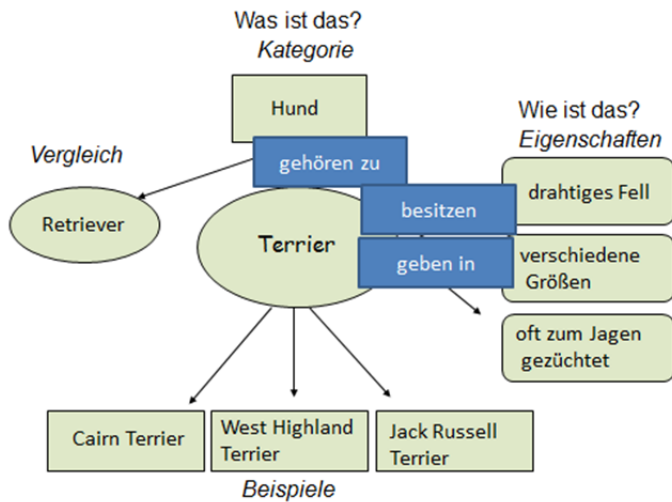 Was ist das?
Kategorie
Hund
Wie ist das?
Eigenschaften
Vergleich
gehören zu
drahtiges Fell
Retriever
besitzen
Terrier
geben in
verschiedene
Größen
oft zum Jagen
gezüchtet
Cairn Terrier
West Highland
Terrier
Jack Russell
Terrier
Beispiele